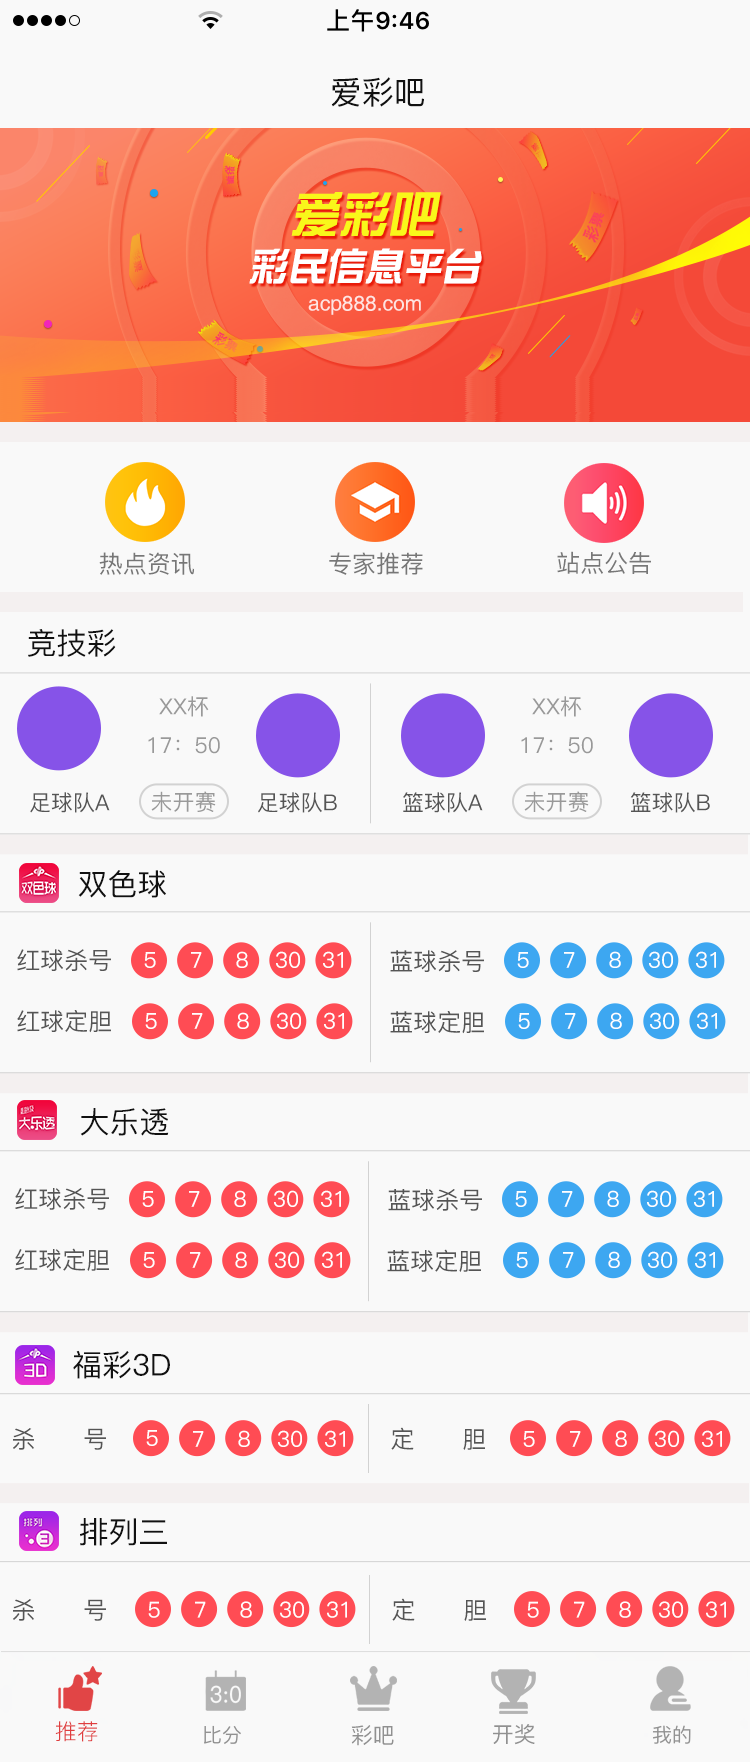 上午9:46
爱彩吧
爱彩吧
彩民信息平台
acp888.com
热点资讯 专家推荐 站点公告
竞技彩
XX杯 XX杯
17：50 17：50
足球队A 未开赛 足球队B 篮球队A 未开赛 篮球队B
双色球 双色球
红球杀号 5 7 8 30 31 蓝球杀号 5 7 8 30 31
红球定胆 5 7 8 30 31 蓝球定胆 5 7 8 30 31
超级
大乐透 大乐透
红球杀号 5 7 8 30 31 蓝球杀号 5 7 8 30 31
红球定胆 5 7 8 30 31 蓝球定胆 5 7 8 30 31
3D 福彩3D
杀 号 5 7 8 30 31 定 胆 5 7 8 30 31
排列
3 排列三
杀 号 5 7 8 30 31 定 胆 5 7 8 30 31
3:0
推荐 比分 彩吧 开奖 我的